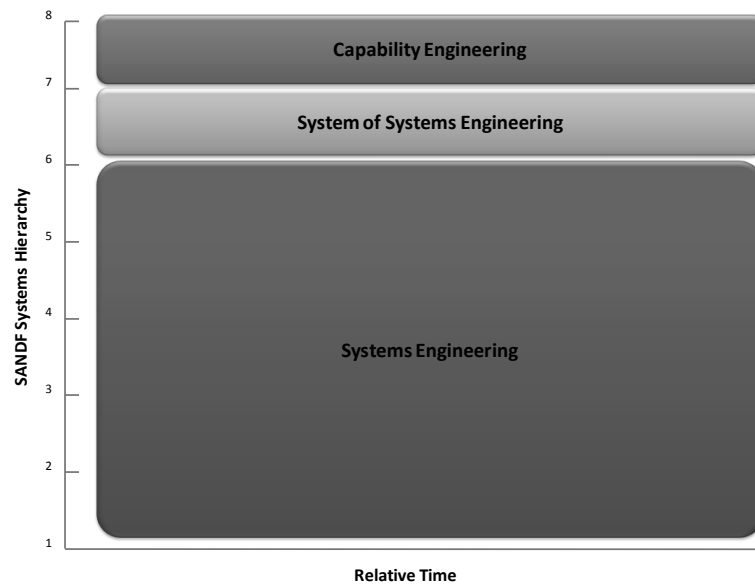 8
Capability Engineering
7
System of Systems Engineering
6
5
4
Systems Engineering
3
2
1
SANDF Systems Hierarchy
Relative Time